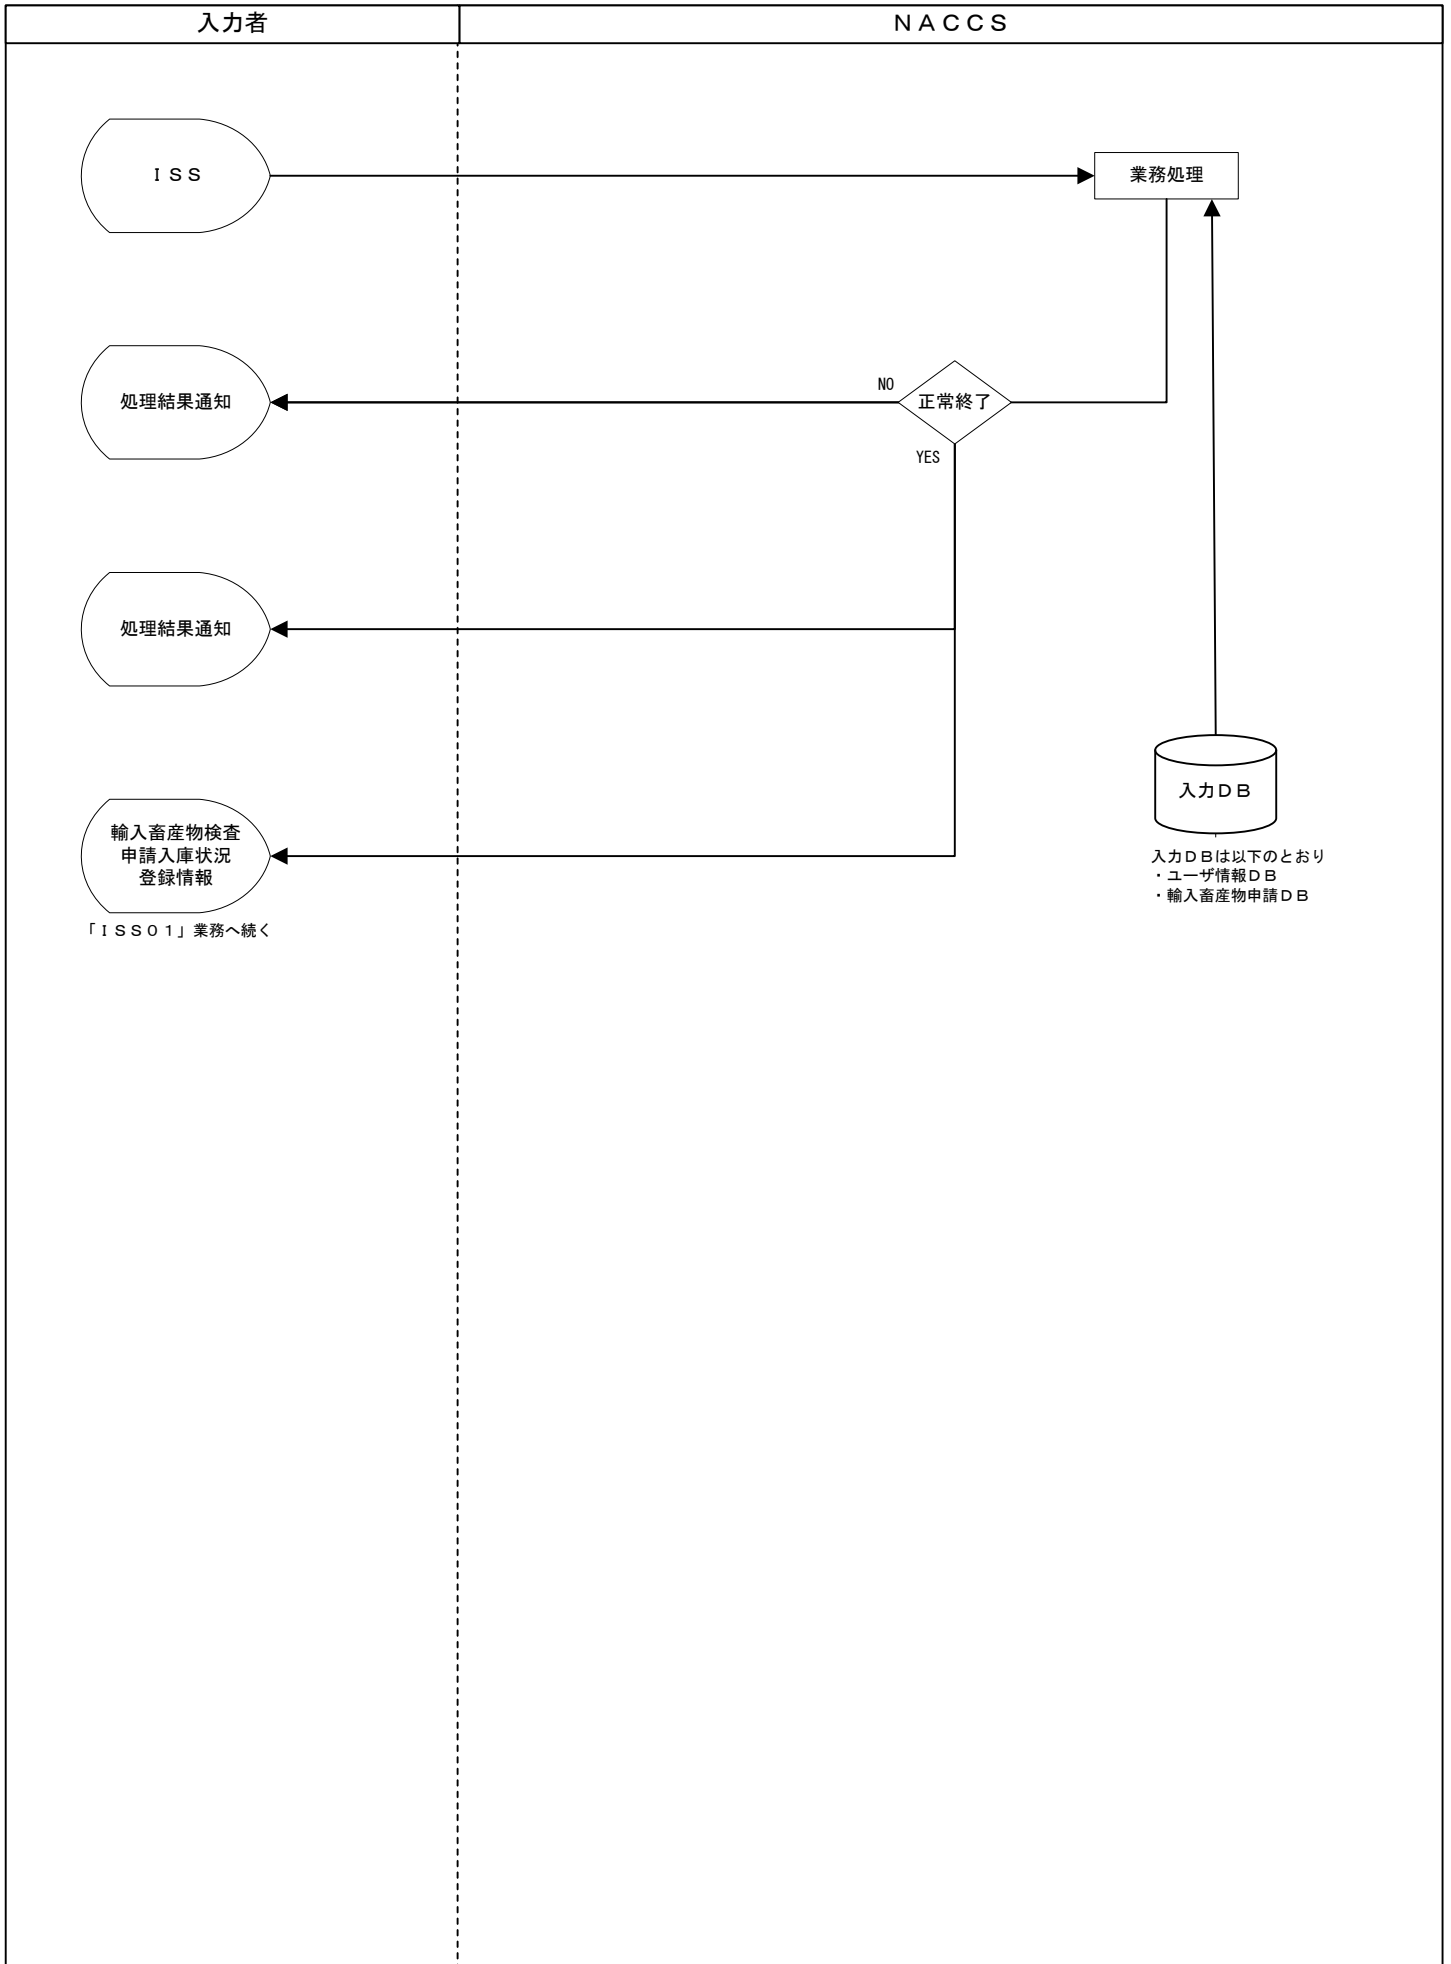 入力者
ＮＡＣＣＳ
ＩＳＳ
業務処理
処理結果通知
NO
正常終了
YES
処理結果通知
入力ＤＢ
輸入畜産物検査
申請入庫状況
登録情報
入力ＤＢは以下のとおり
・ユーザ情報ＤＢ
・輸入畜産物申請ＤＢ
「ＩＳＳ０１」業務へ続く